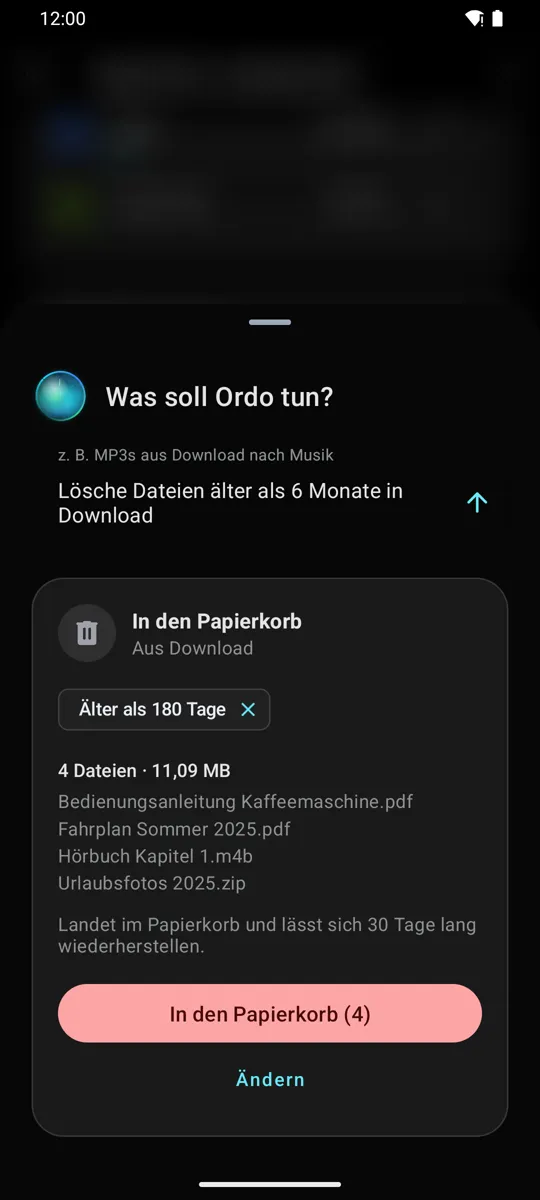 12:00
Was soll Ordo tun?
z. B. MP3s aus Download nach Musik
Lösche Dateien älter als 6 Monate in
Download
In den Papierkorb
Aus Download
Älter als 180 Tage
4 Dateien · 11,09 MB
Bedienungsanleitung Kaffeemaschine.pdf
Fahrplan Sommer 2025.pdf
Hörbuch Kapitel 1.m4b
Urlaubsfotos 2025.zip
Landet im Papierkorb und lässt sich 30 Tage lang
wiederherstellen.
In den Papierkorb (4)
Ändern